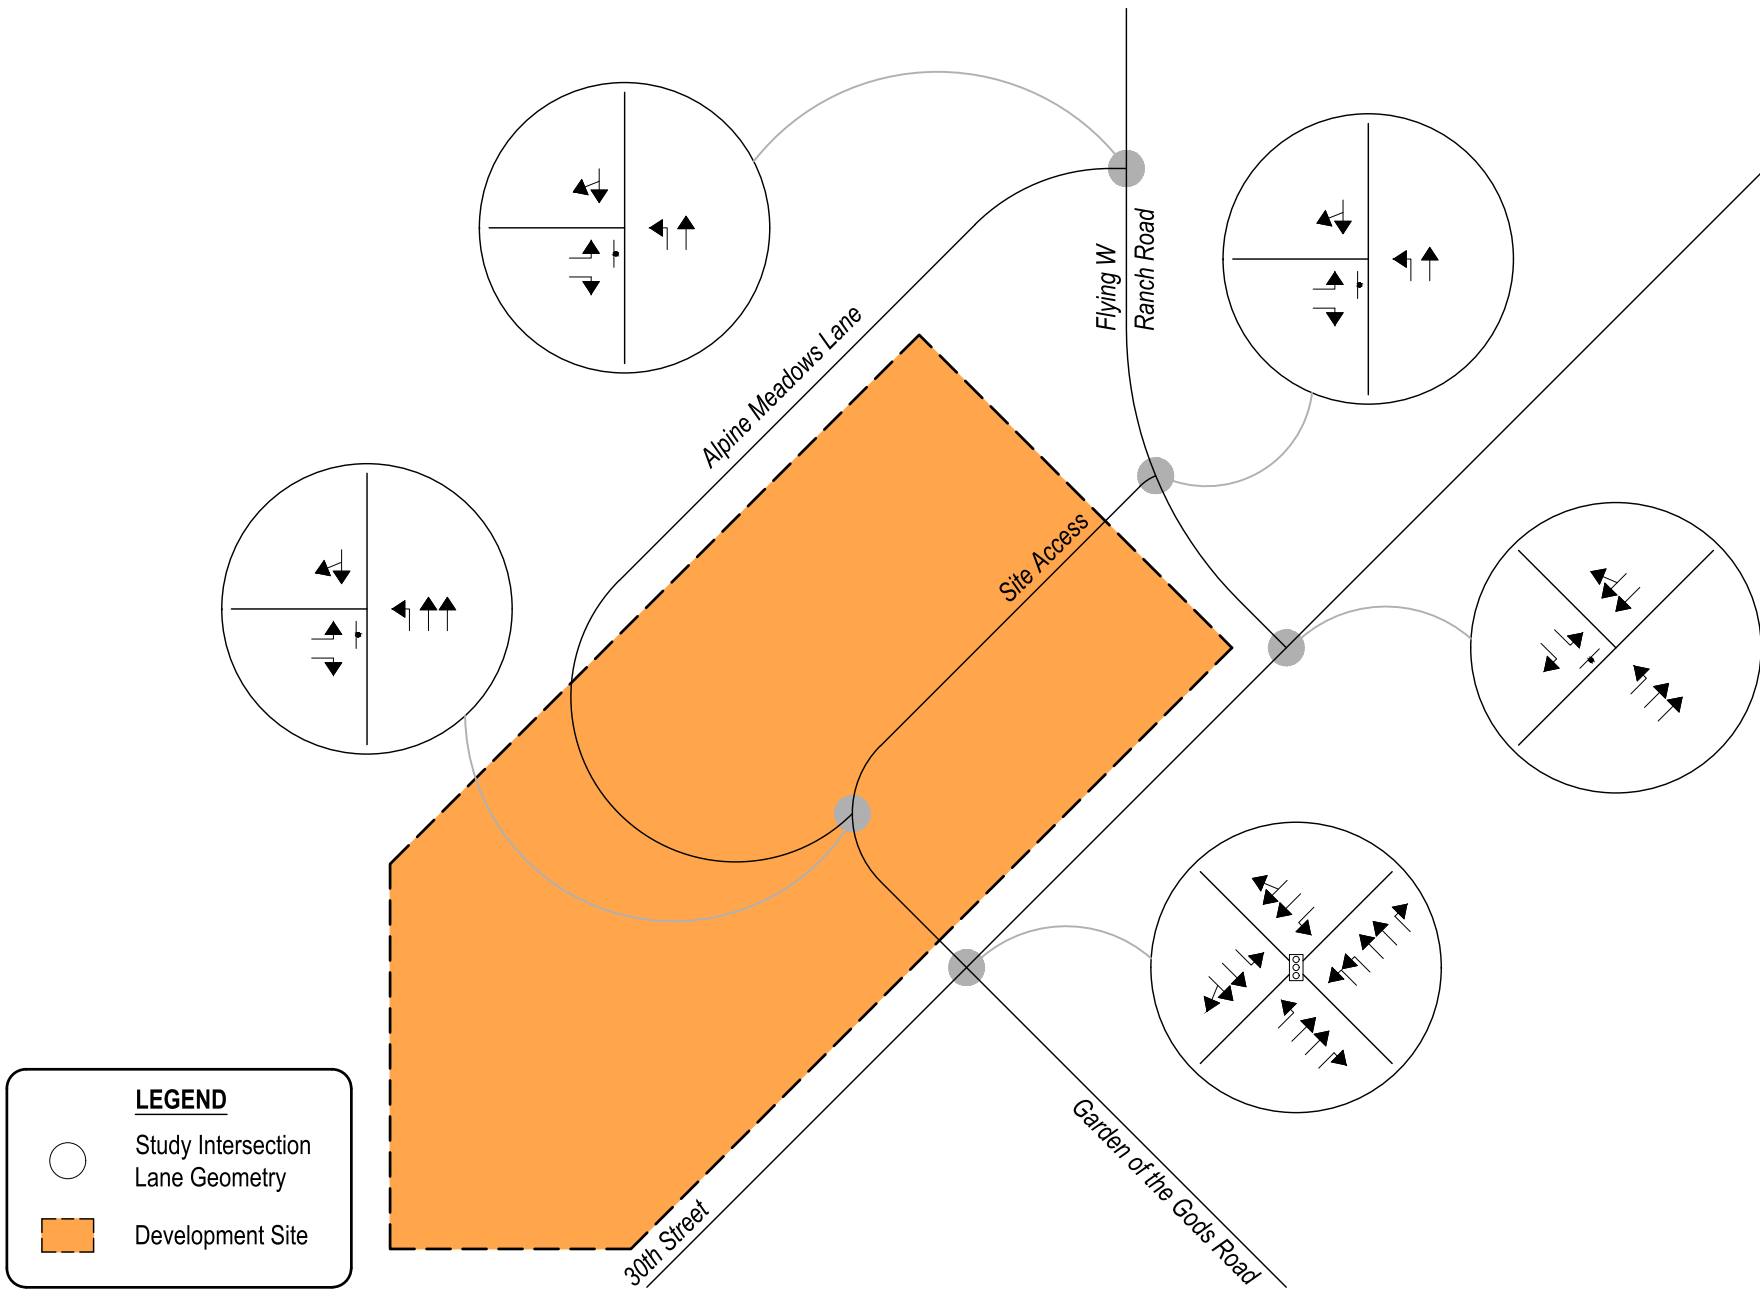 Flying W
Ranch Road
Alpine Meadows Lane
Site Access
LEGEND
Study Intersection
Lane Geometry
Development Site
30th Street
Garden of the Gods Road